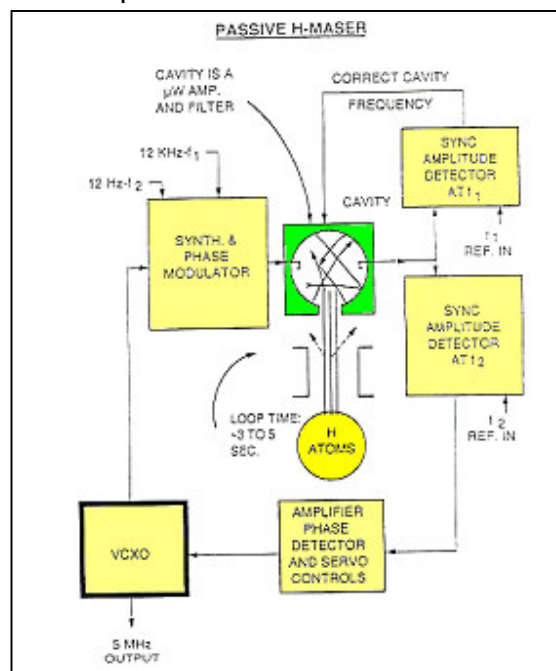 PASSIVE H-MASER
CAVITY IS A
µW AMP.
AND FILTER
CORRECT CAVITY
FREQUENCY
12 KHz-f1
12 Hz-f2
SYNTH. &
PHASE
MODULATOR
CAVITY
SYNC
AMPLITUDE
DETECTOR
AT f1
f1
REF. IN
SYNC
AMPLITUDE
DETECTOR
AT f2
f2
REF. IN
LOOP TIME:
~3 TO 5
SEC.
H
ATOMS
VCXO
AMPLIFIER
PHASE
DETECTOR
AND SERVO
CONTROLS
5 MHz
OUTPUT